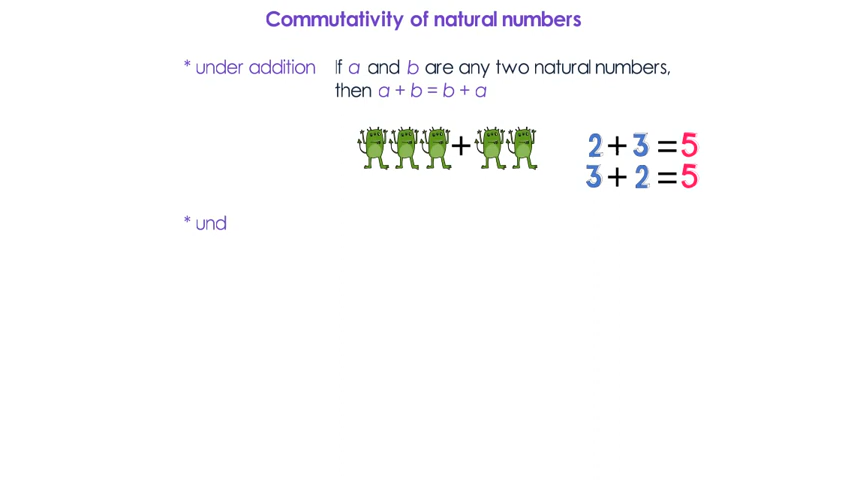 Commutativity of natural numbers
* under addition If a and b are any two natural numbers,
then a + b = b + a
+
2 + 3 = 5
3 + 2 = 5
* und